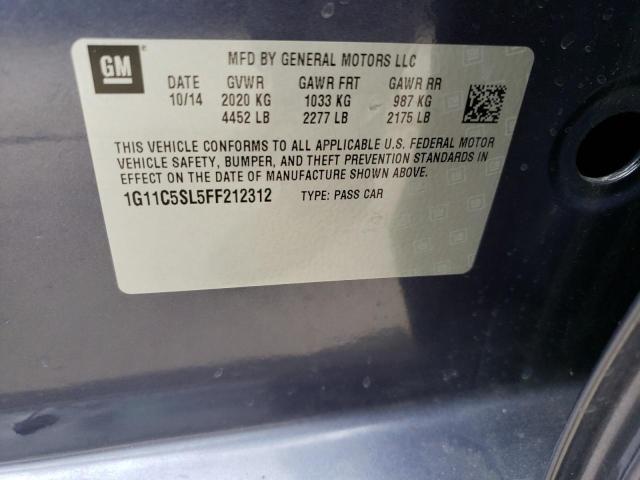 GM
MFD BY GENERAL MOTORS LLC
DATE GVWR GAWR FRT GAWR RR
10/14 2020 KG 1033 KG 987 KG
4452 LB 2277 LB 2175 LB
THIS VEHICLE CONFORMS TO ALL APPLICABLE U.S. FEDERAL MOTOR
VEHICLE SAFETY, BUMPER, AND THEFT PREVENTION STANDARDS IN
EFFECT ON THE DATE OF MANUFACTURE SHOWN ABOVE.
1G11C5SL5FF212312 TYPE: PASS CAR